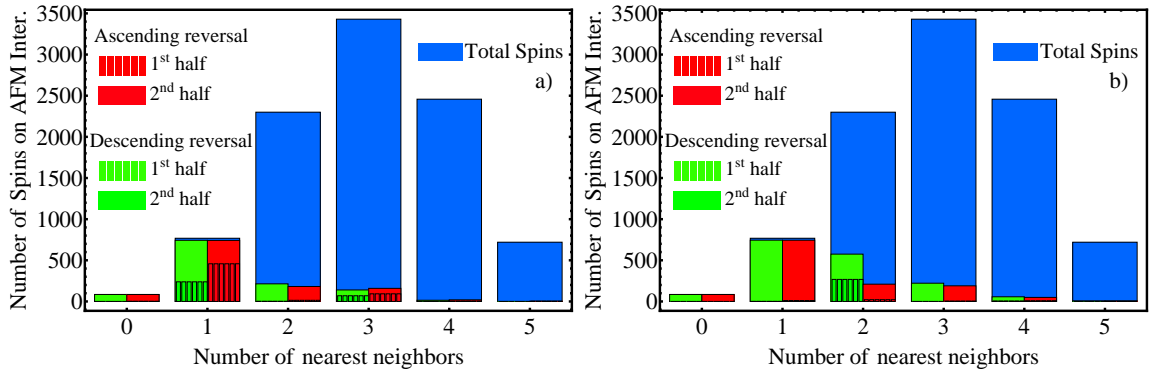 Number of Spins on AFM Inter.
3500
3000
2500
2000
1500
1000
500
0
Ascending reversal
1st half
2nd half
Descending reversal
1st half
2nd half
Total Spins
a)
0 1 2 3 4 5
Number of nearest neighbors
Number of Spins on AFM Inter.
3500
3000
2500
2000
1500
1000
500
0
Ascending reversal
1st half
2nd half
Descending reversal
1st half
2nd half
Total Spins
b)
0 1 2 3 4 5
Number of nearest neighbors